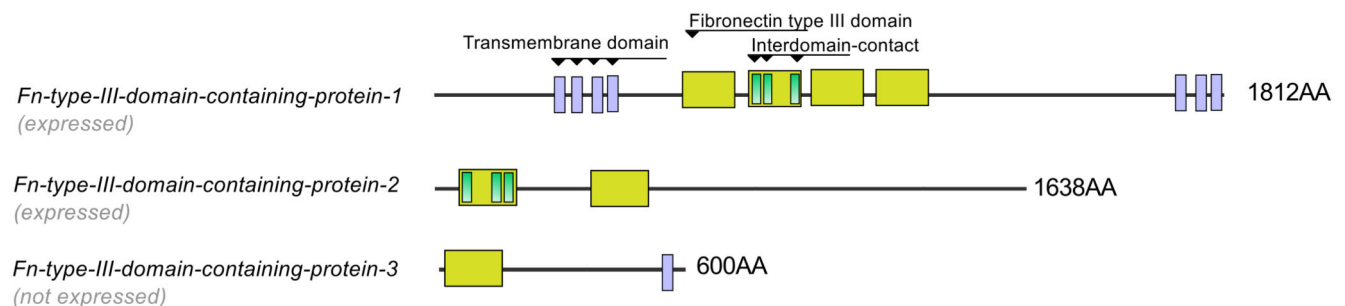 Fibronectin type III domain
Transmembrane domain
Interdomain-contact
Fn-type-III-domain-containing-protein-1
(expressed)
1812AA
Fn-type-III-domain-containing-protein-2
(expressed)
1638AA
Fn-type-III-domain-containing-protein-3
(not expressed)
600AA